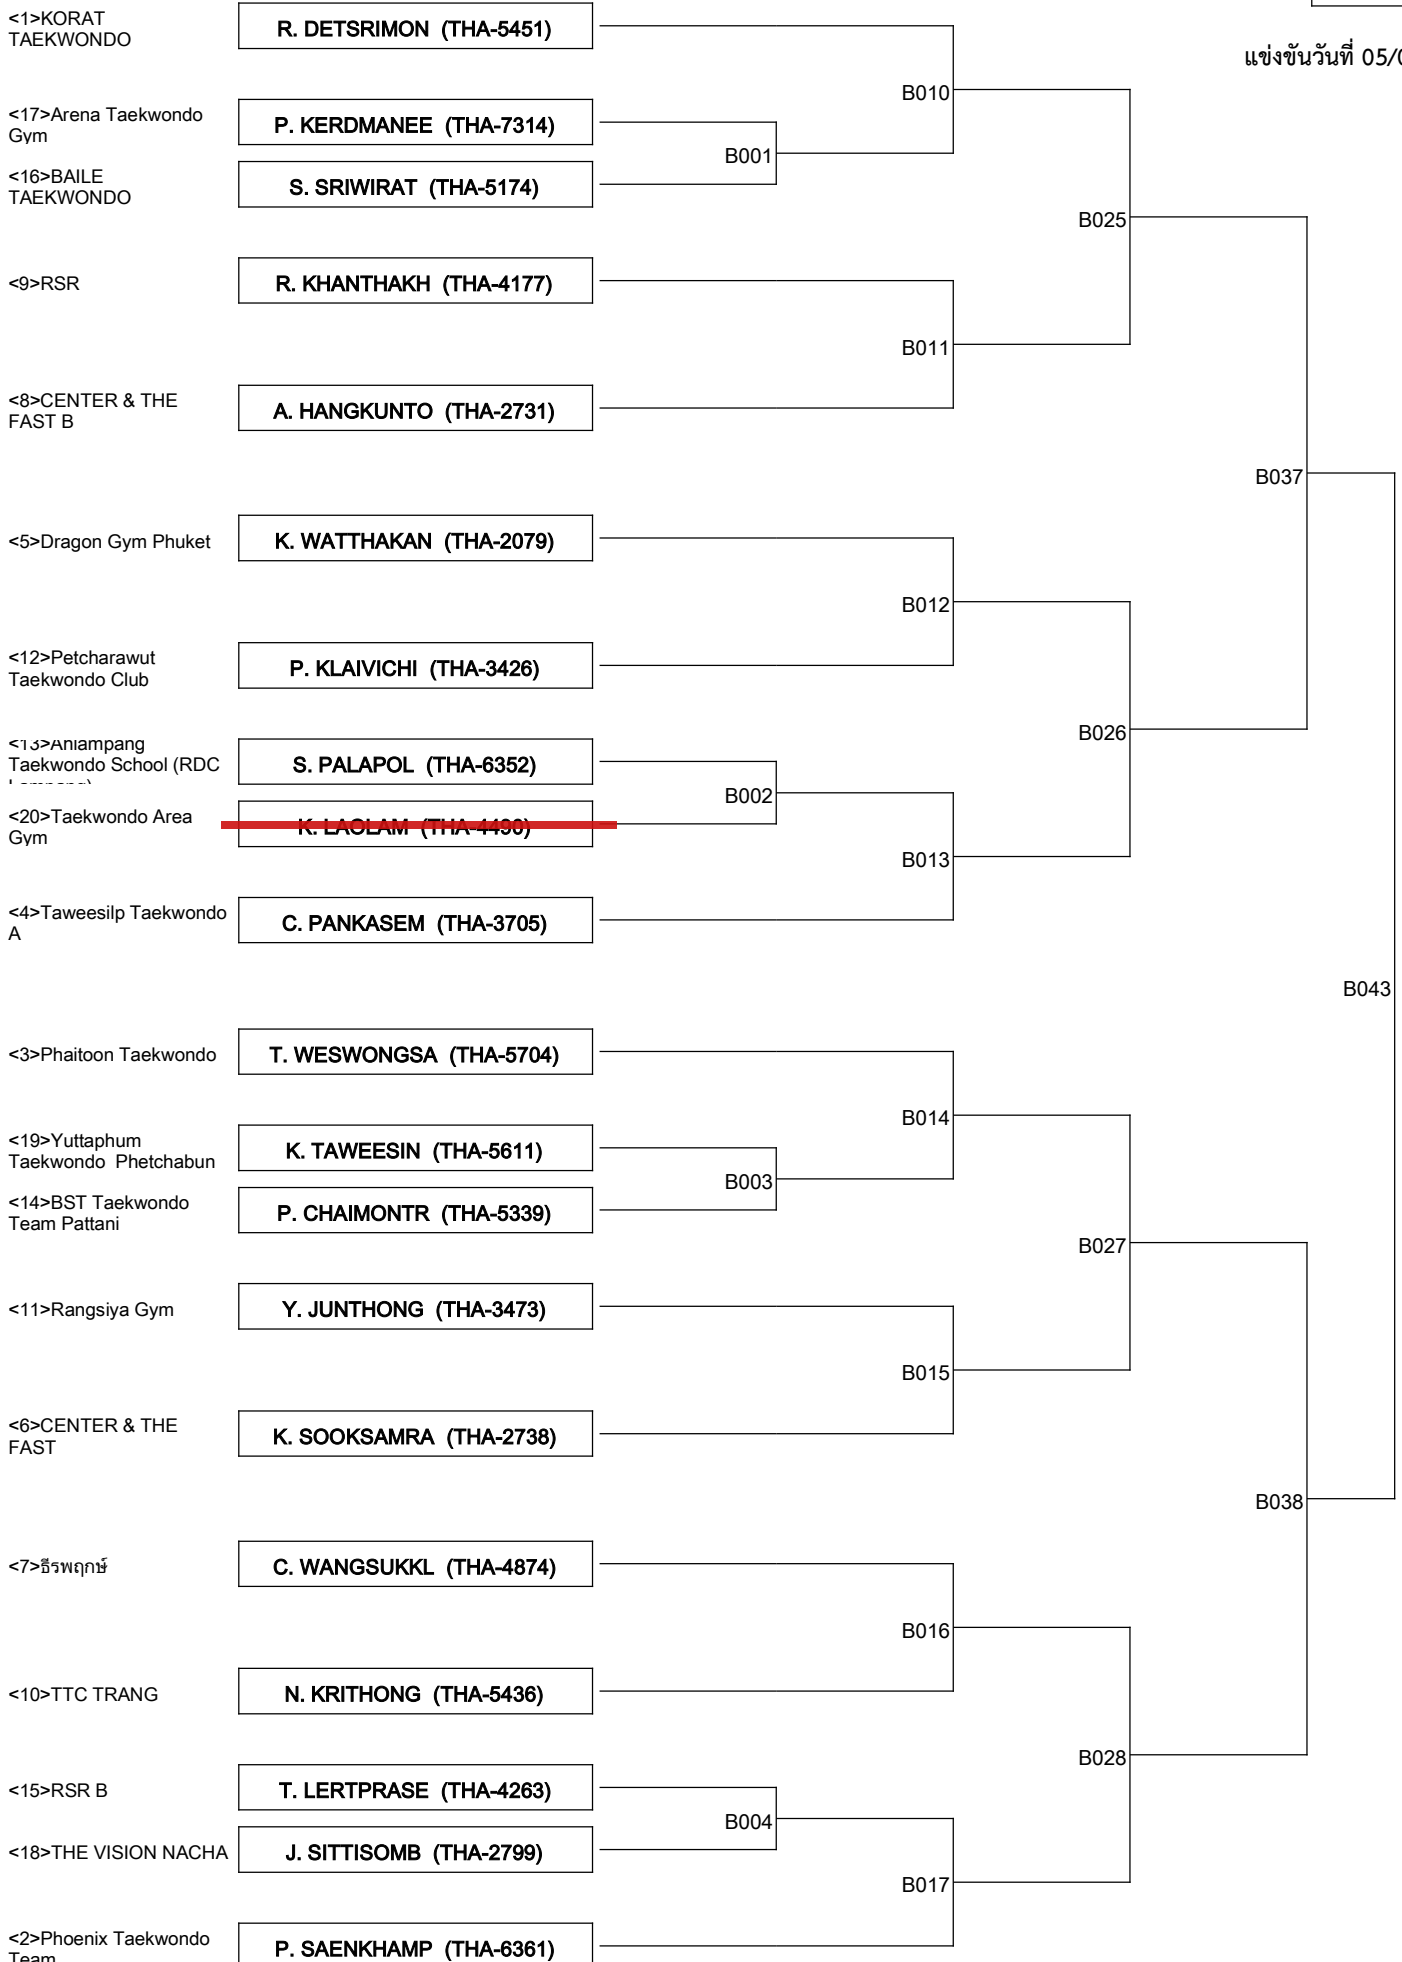 <1>KORAT
TAEKWONDO
R. DETSRIMON (THA-5451)
แข่งขันวันที่ 05/0
B010
<17>Arena Taekwondo
Gym
P. KERDMANEE (THA-7314)
B001
<16>BAILE
TAEKWONDO
S. SRIWIRAT (THA-5174)
B025
<9>RSR
R. KHANTHAKH (THA-4177)
B011
<8>CENTER & THE
FAST B
A. HANGKUNTO (THA-2731)
B037
<5>Dragon Gym Phuket
K. WATTHAKAN (THA-2079)
B012
<12>Petcharawut
Taekwondo Club
P. KLAIVICHI (THA-3426)
B026
<13>Anlampang
Taekwondo School (RDC
Lampang)
S. PALAPOL (THA-6352)
B002
<20>Taekwondo Area
Gym
K. LAOLAM (THA-4490)
B013
<4>Taweesilp Taekwondo
A
C. PANKASEM (THA-3705)
B043
<3>Phaitoon Taekwondo
T. WESWONGSA (THA-5704)
B014
<19>Yuttaphum
Taekwondo Phetchabun
K. TAWEESIN (THA-5611)
B003
<14>BST Taekwondo
Team Pattani
P. CHAIMONTR (THA-5339)
B027
<11>Rangsiya Gym
Y. JUNTHONG (THA-3473)
B015
<6>CENTER & THE
FAST
K. SOOKSAMRA (THA-2738)
B038
<7>ธีรพฤกษ์
C. WANGSUKKL (THA-4874)
B016
<10>TTC TRANG
N. KRITHONG (THA-5436)
B028
<15>RSR B
T. LERTPRASE (THA-4263)
B004
<18>THE VISION NACHA
J. SITTISOMB (THA-2799)
B017
<2>Phoenix Taekwondo
Team
P. SAENKHAMP (THA-6361)